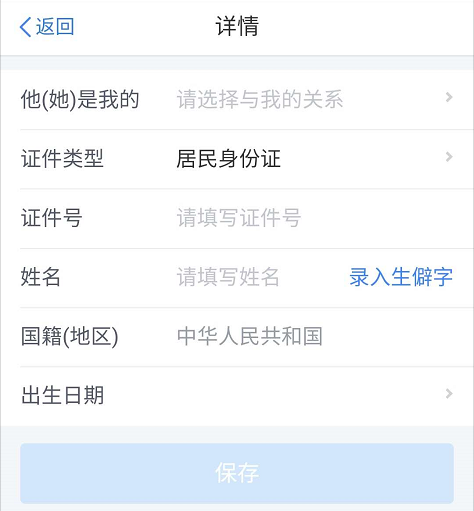 返回 详情
他(她)是我的 请选择与我的关系
证件类型 居民身份证
证件号 请填写证件号
姓名 请填写姓名 录入生僻字
国籍(地区) 中华人民共和国
出生日期
保存